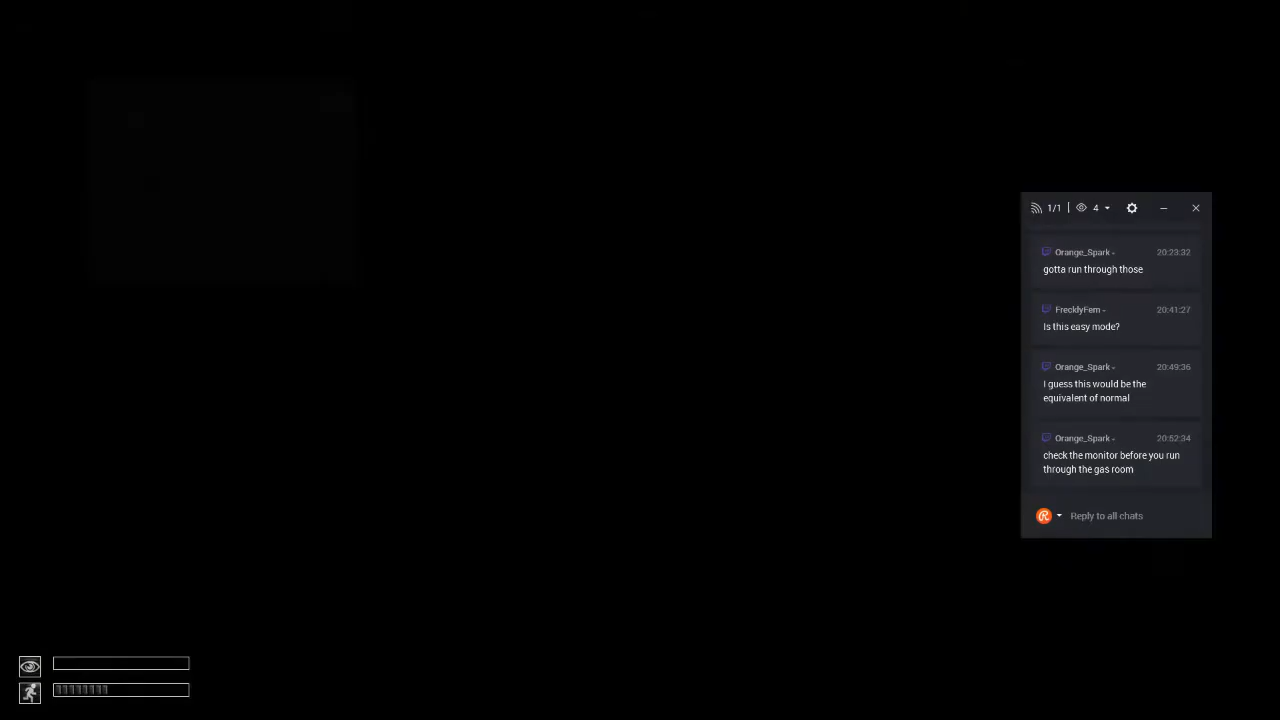 1/1 | 4
Orange_Spark 20:23:32
gotta run through those
FrecklyFem 20:41:27
Is this easy mode?
Orange_Spark 20:49:36
I guess this would be the
equivalent of normal
Orange_Spark 20:52:34
check the monitor before you run
through the gas room
Reply to all chats